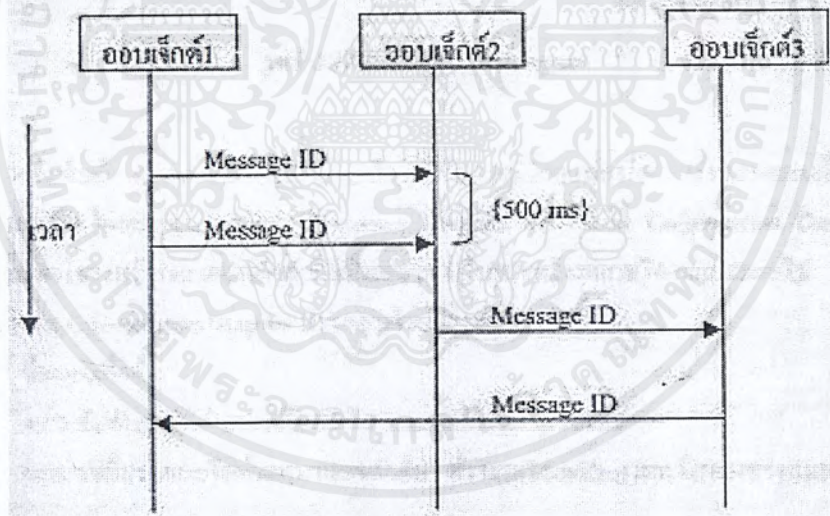 ออบเจ็กต์1
ออบเจ็กต์2
ออบเจ็กต์3
Message ID
{500 ms}
เวลา
Message ID
Message ID
Message ID